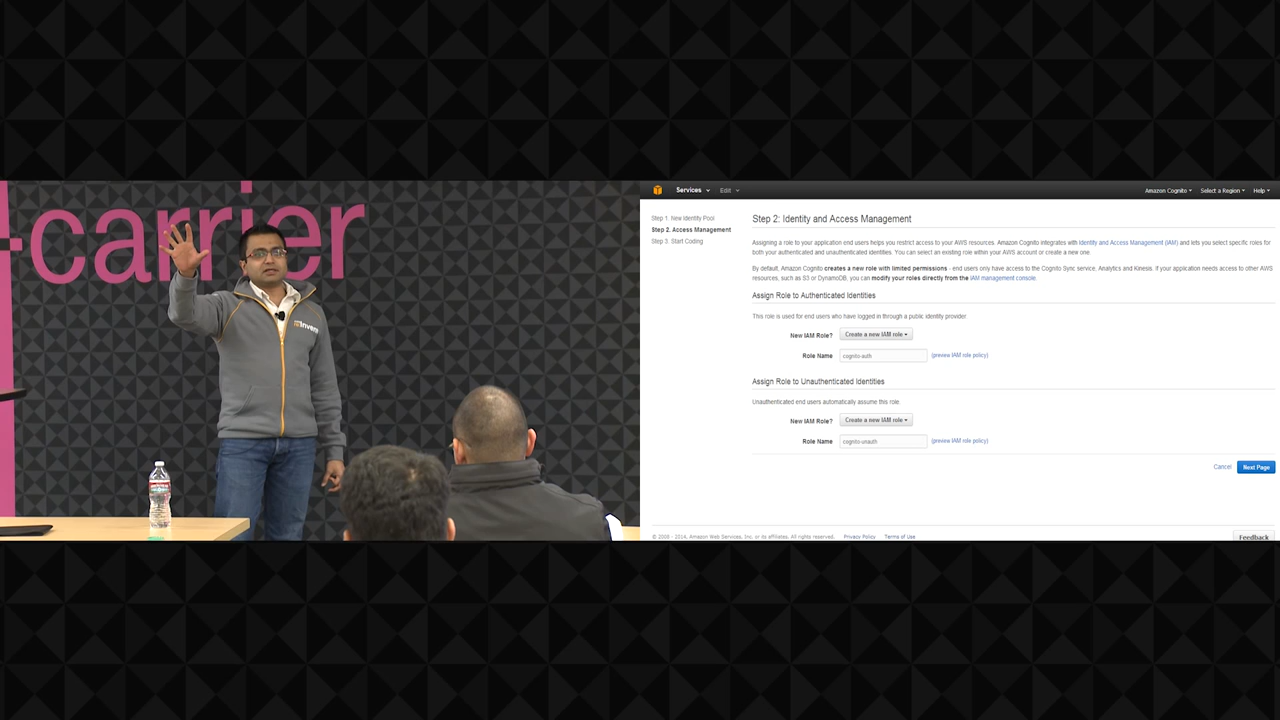 -carrier
re:Invent
Services
Edit
Amazon Cognito
Select a Region
Help
Step 1: New Identity Pool
Step 2: Access Management
Step 3: Start Coding
Step 2: Identity and Access Management
Assigning a role to your application end users helps you restrict access to your AWS resources. Amazon Cognito integrates with Identity and Access Management (IAM) and lets you select specific roles for
both your authenticated and unauthenticated identities. You can select an existing role within your AWS account or create a new one.
By default, Amazon Cognito creates a new role with limited permissions - end users only have access to the Cognito Sync service, Analytics and Kinesis. If your application needs access to other AWS
resources, such as S3 or DynamoDB, you can modify your roles directly from the IAM management console.
Assign Role to Authenticated Identities
This role is used for end users who have logged in through a public identity provider
New IAM Role? Create a new IAM role
Role Name cognito-auth (preview IAM role policy)
Assign Role to Unauthenticated Identities
Unauthenticated end users automatically assume this role.
New IAM Role? Create a new IAM role
Role Name cognito-unauth (preview IAM role policy)
Cancel Next Page
© 2008 - 2014, Amazon Web Services, Inc. or its affiliates. All rights reserved. Privacy Policy Terms of Use
Feedback